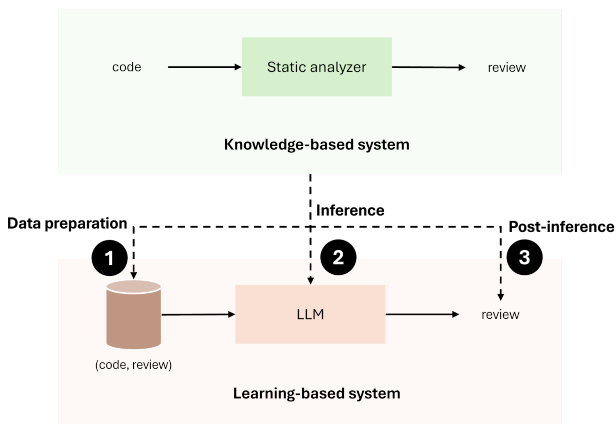 code
Static analyzer
review
Knowledge-based system
Inference
Data preparation
Post-inference
1
2
3
LLM
review
(code, review)
Learning-based system